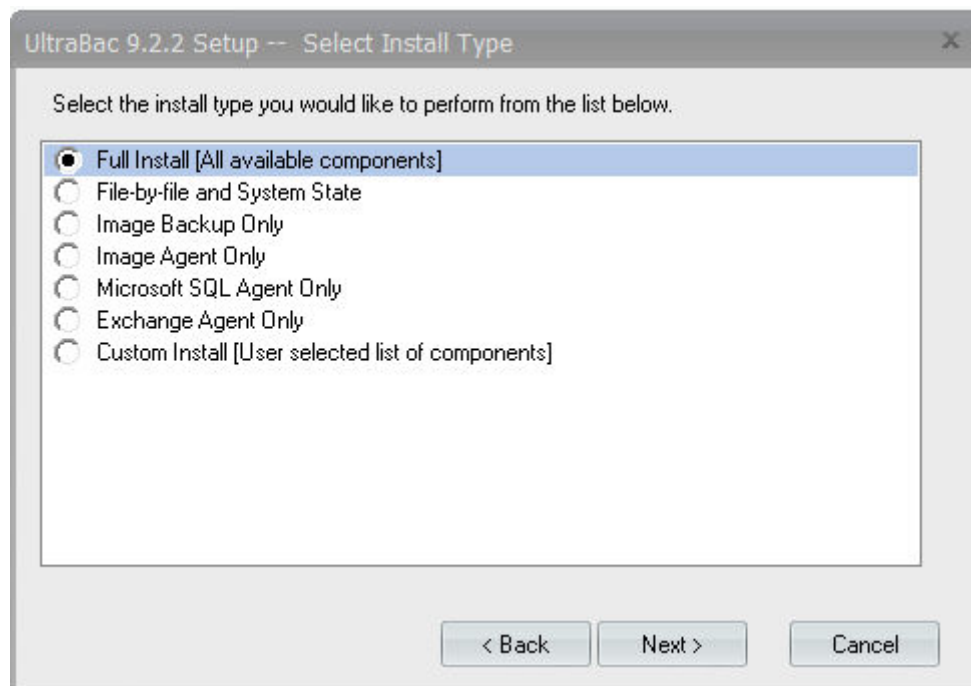 UltraBac 9.2.2 Setup -- Select Install Type
Select the install type you would like to perform from the list below.
Full Install [All available components]
File-by-file and System State
Image Backup Only
Image Agent Only
Microsoft SQL Agent Only
Exchange Agent Only
Custom Install [User selected list of components]
< Back Next > Cancel